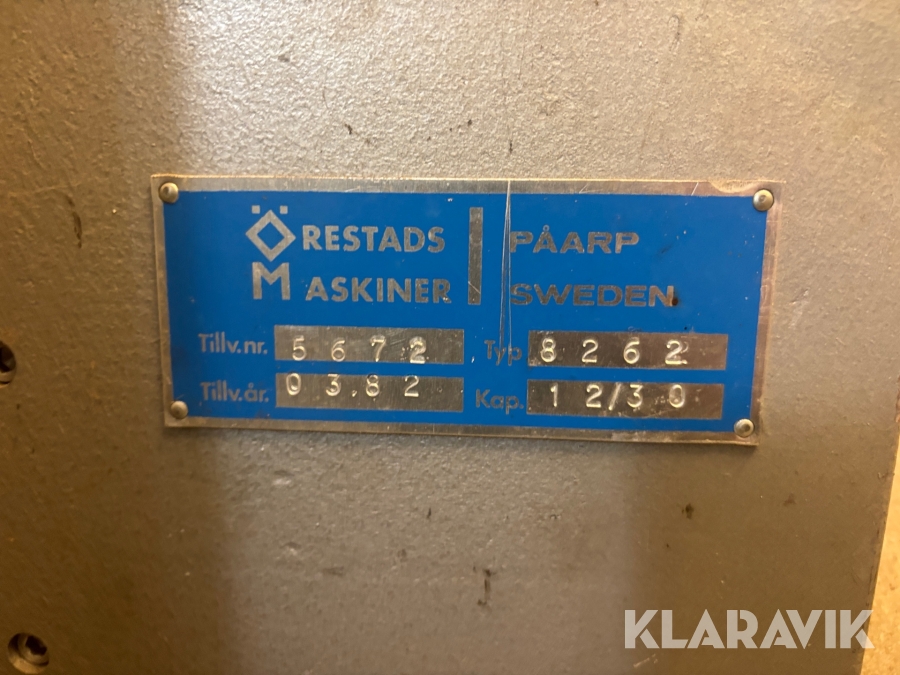 ÖRESTADS
MASKINER
PÅARP
SWEDEN
Tillv.nr. 5672
Typ 8262
Tillv.år. 03.82
Kap. 12/30
KLARAVIK